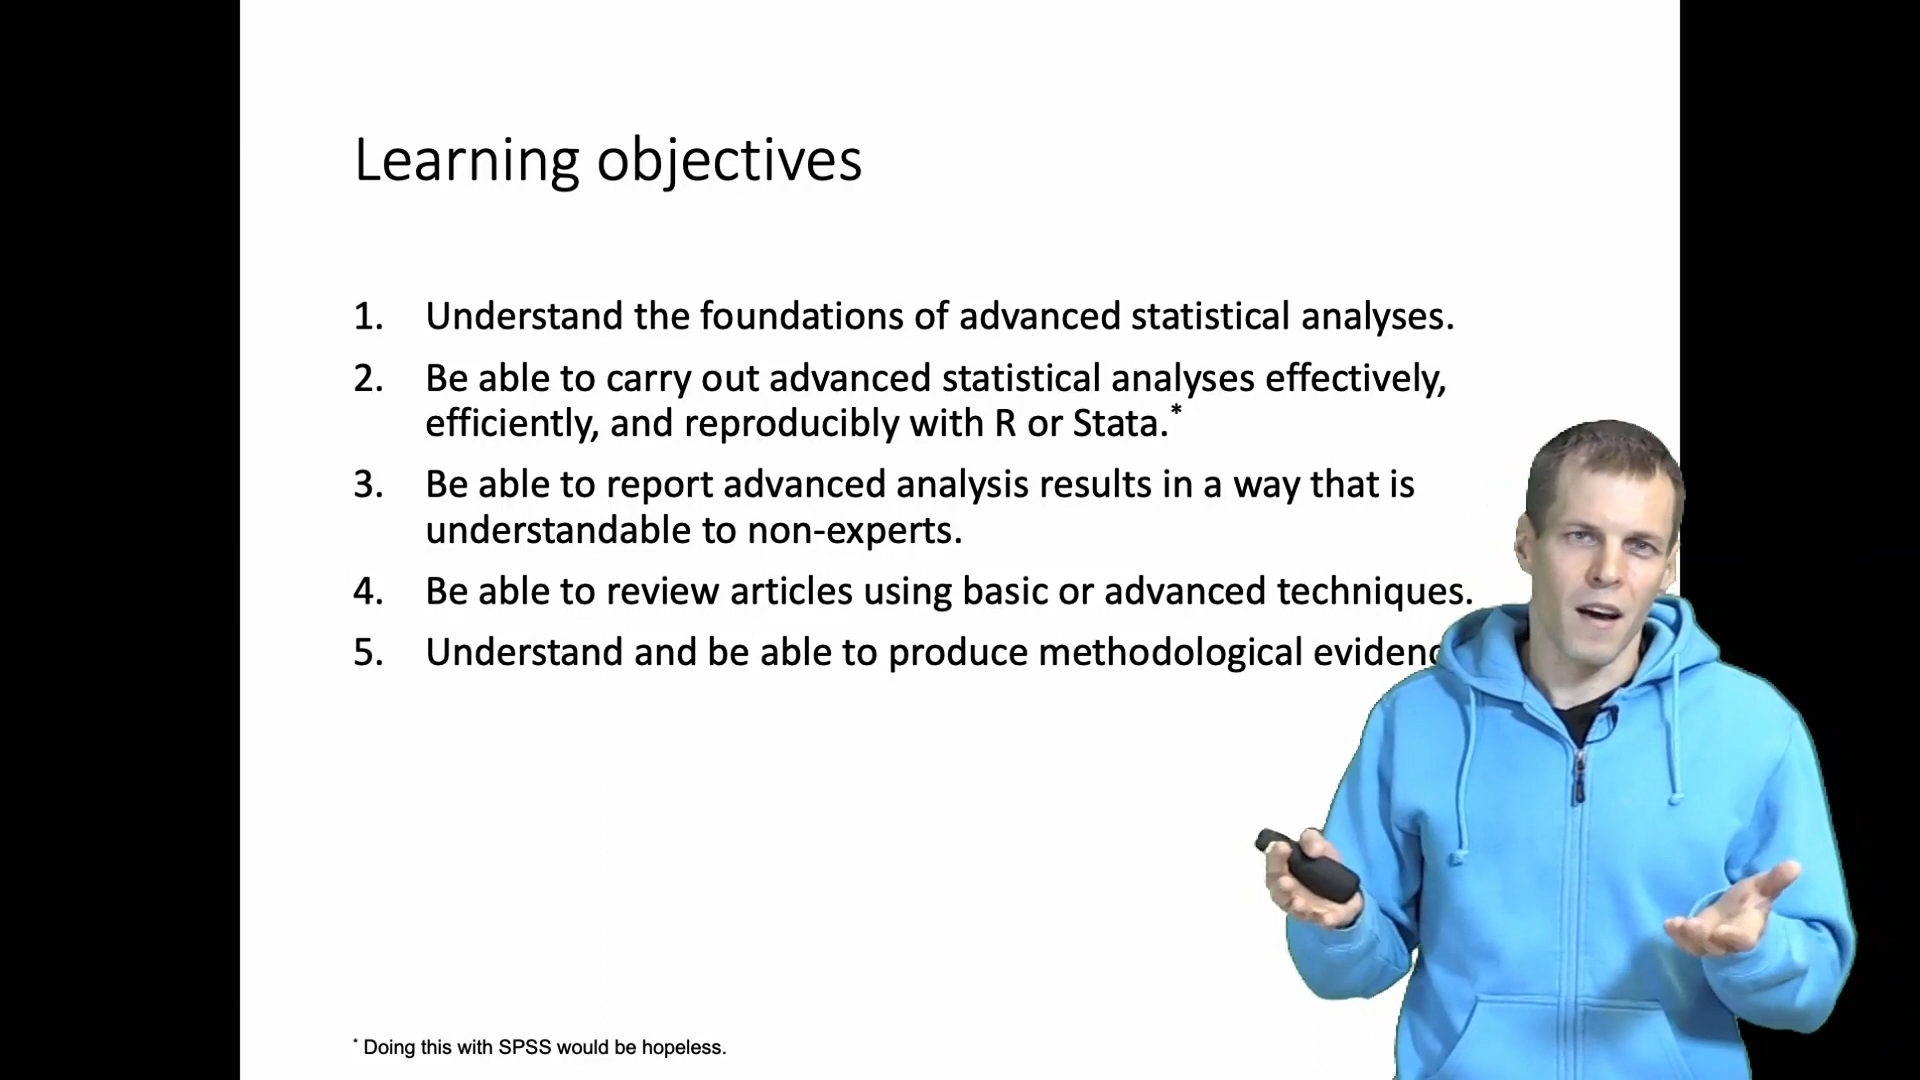 Learning objectives
1. Understand the foundations of advanced statistical analyses.
2. Be able to carry out advanced statistical analyses effectively,
efficiently, and reproducibly with R or Stata.*
3. Be able to report advanced analysis results in a way that is
understandable to non-experts.
4. Be able to review articles using basic or advanced techniques.
5. Understand and be able to produce methodological
* Doing this with SPSS would be hopeless.